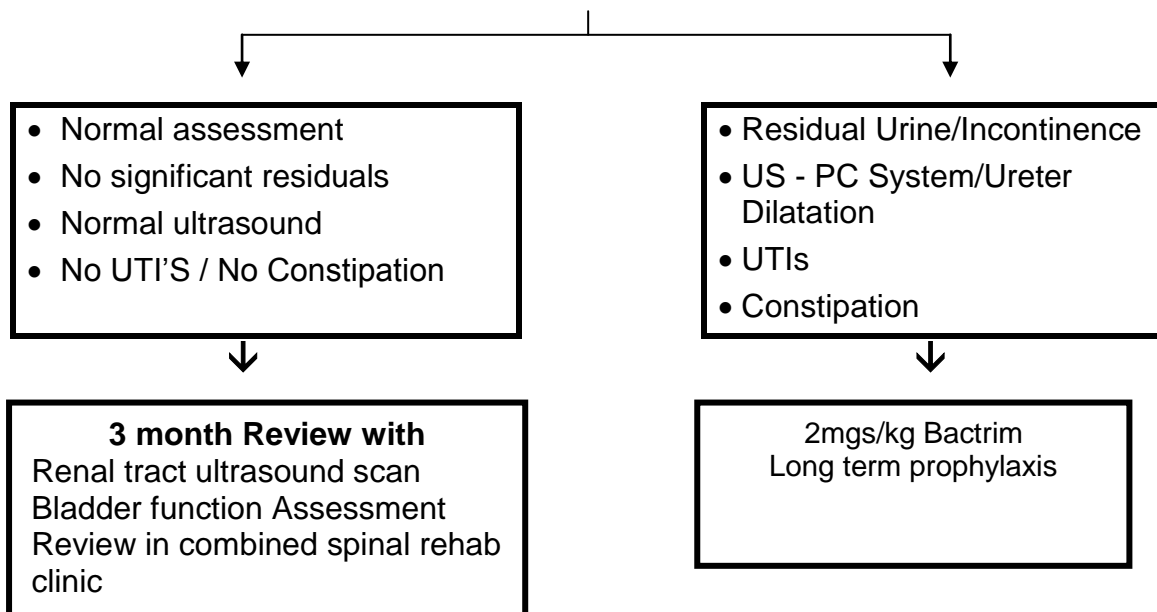 • Normal assessment
• No significant residuals
• Normal ultrasound
• No UTI'S / No Constipation
3 month Review with
Renal tract ultrasound scan
Bladder function Assessment
Review in combined spinal rehab
clinic
• Residual Urine/Incontinence
• US - PC System/Ureter
Dilatation
• UTIs
• Constipation
2mgs/kg Bactrim
Long term prophylaxis